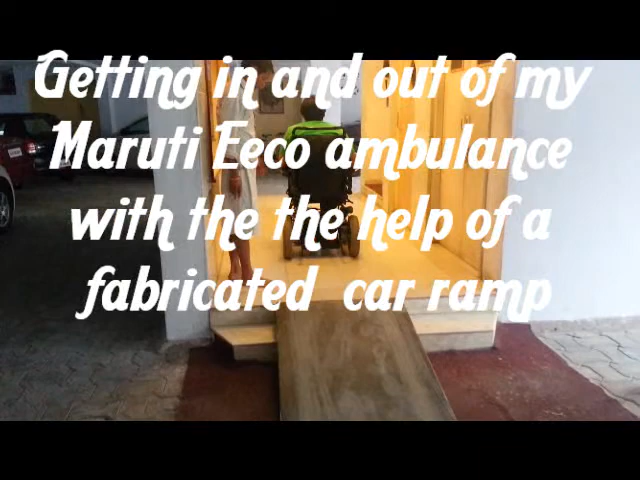 Getting in and out of my
Maruti Eeco ambulance
with the the help of a
fabricated car ramp